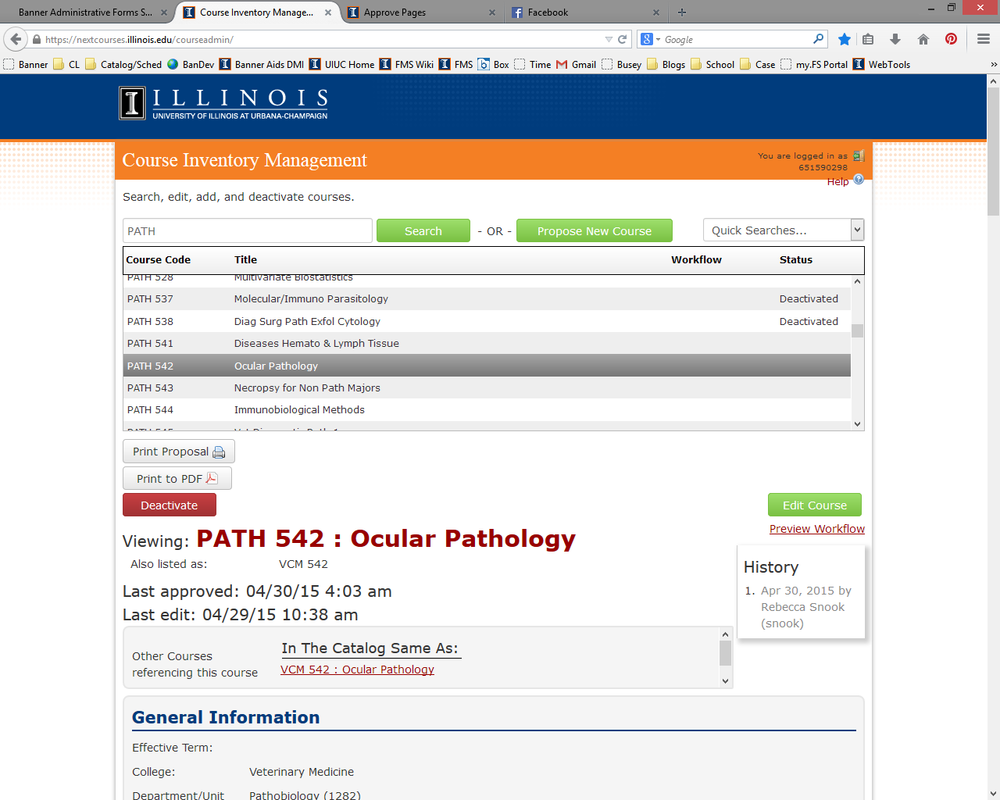 Banner Administrative Forms S... Course Inventory Manage... Approve Pages Facebook
https://nextcourses.illinois.edu/courseadmin/ Google
Banner CL Catalog/Sched BanDev Banner Aids DMI UIUC Home FMS Wiki FMS Box Time Gmail Busey Blogs School Case my.FS Portal WebTools »
I ILLINOIS
UNIVERSITY OF ILLINOIS AT URBANA-CHAMPAIGN
Course Inventory Management
You are logged in as
651590298
Help
Search, edit, add, and deactivate courses.
PATH Search - OR - Propose New Course Quick Searches...
Course Code Title Workflow Status
PATH 528 Multivariate Biostatistics
PATH 537 Molecular/Immuno Parasitology Deactivated
PATH 538 Diag Surg Path Exfol Cytology Deactivated
PATH 541 Diseases Hemato & Lymph Tissue
PATH 542 Ocular Pathology
PATH 543 Necropsy for Non Path Majors
PATH 544 Immunobiological Methods
Print Proposal
Print to PDF
Deactivate Edit Course
Preview Workflow
Viewing: PATH 542 : Ocular Pathology
Also listed as: VCM 542
Last approved: 04/30/15 4:03 am
Last edit: 04/29/15 10:38 am
History
1. Apr 30, 2015 by
Rebecca Snook
(snook)
Other Courses
referencing this course
In The Catalog Same As:
VCM 542 : Ocular Pathology
General Information
Effective Term:
College: Veterinary Medicine
Department/Unit Pathobiology (1282)